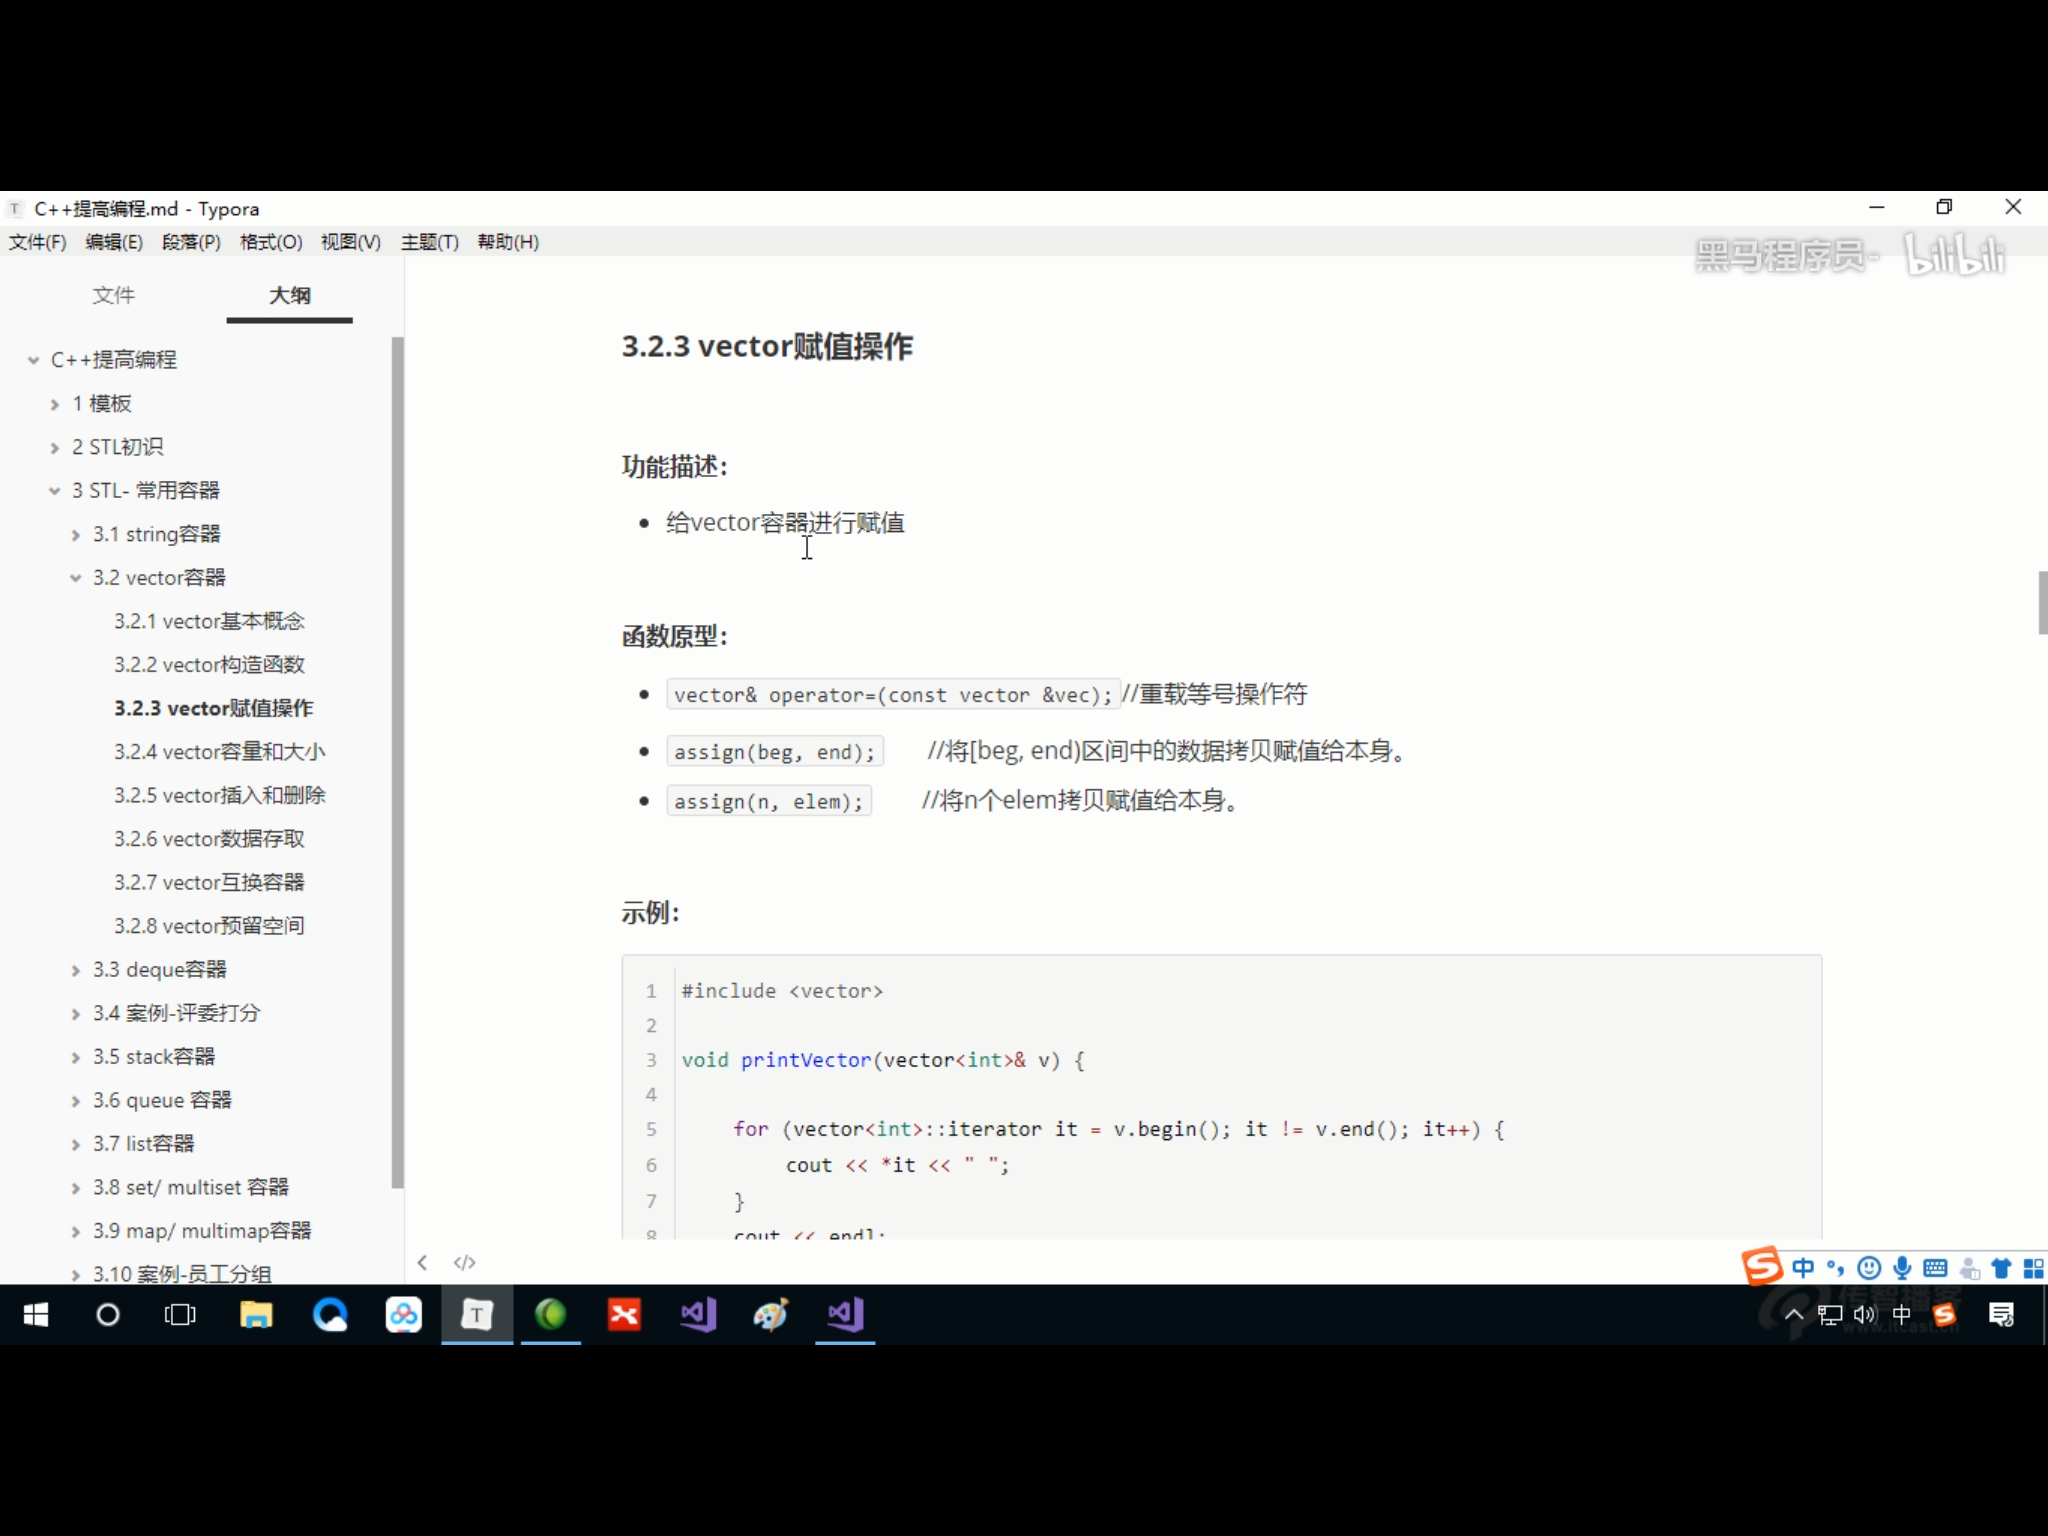 C++提高编程.md - Typora
文件(F) 编辑(E) 段落(P) 格式(O) 视图(V) 主题(T) 帮助(H)
黑马程序员- bilibili
文件 大纲
C++提高编程
1 模板
2 STL初识
3 STL- 常用容器
3.1 string容器
3.2 vector容器
3.2.1 vector基本概念
3.2.2 vector构造函数
3.2.3 vector赋值操作
3.2.4 vector容量和大小
3.2.5 vector插入和删除
3.2.6 vector数据存取
3.2.7 vector互换容器
3.2.8 vector预留空间
3.3 deque容器
3.4 案例-评委打分
3.5 stack容器
3.6 queue 容器
3.7 list容器
3.8 set/ multiset 容器
3.9 map/ multimap容器
3.10 案例-员工分组
3.2.3 vector赋值操作
功能描述：
给vector容器进行赋值
函数原型：
vector& operator=(const vector &vec); //重载等号操作符
assign(beg, end); //将[beg, end)区间中的数据拷贝赋值给本身。
assign(n, elem); //将n个elem拷贝赋值给本身。
示例：
1 #include <vector>
2
3 void printVector(vector<int>& v) {
4
5 for (vector<int>::iterator it = v.begin(); it != v.end(); it++) {
6 cout << *it << " ";
7 }
8 cout << endl;
中
传智播客
www.itcast.cn
中